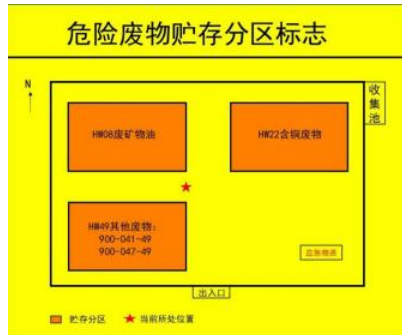 危险废物贮存分区标志
N
收集池
HW08废矿物油
HW22含铜废物
HW49其他废物:
900-041-49
900-047-49
应急物资
出入口
贮存分区
当前所处位置